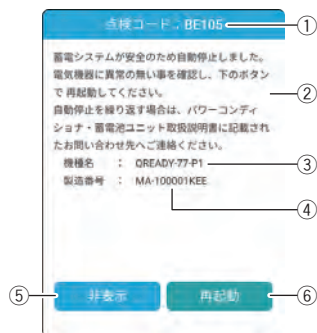 点検コード：BE105
①
蓄電システムが安全のため自動停止しました。
電気機器に異常の無い事を確認し、下のボタン
で再起動してください。
②
自動停止を繰り返す場合は、パワーコンディ
ショナ・蓄電池ユニット取扱説明書に記載され
たお問い合わせ先へご連絡ください。
機種名 ： QREADY-77-P1
③
製造番号 ： MA-100001KEE
④
⑤
非表示
再起動
⑥